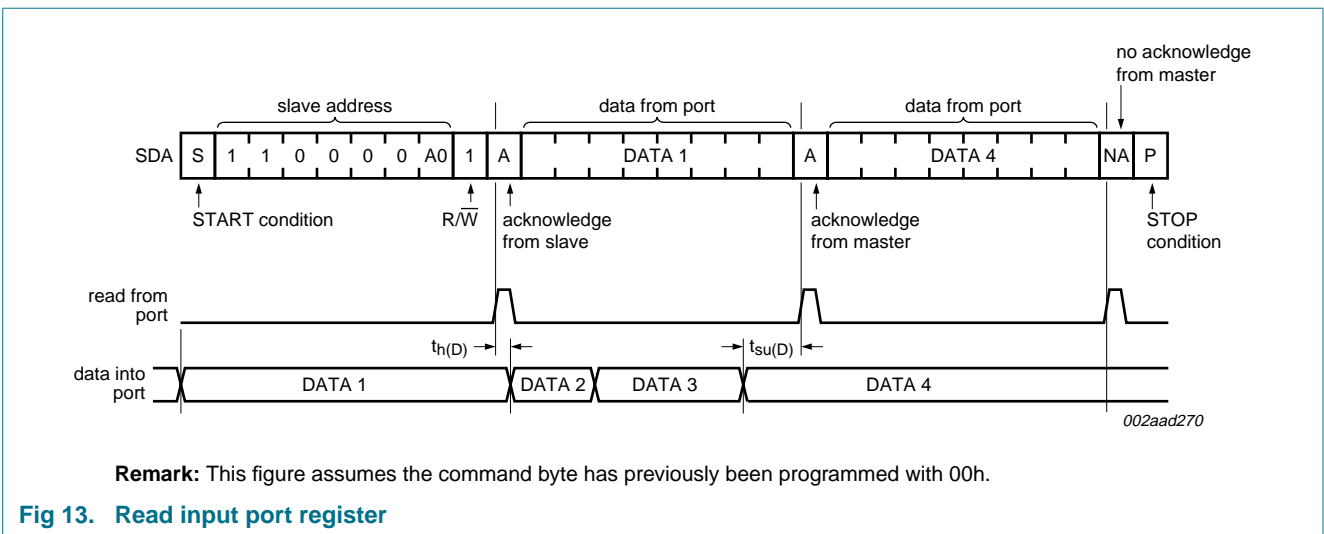 no acknowledge
from master
slave address
data from port
data from port
SDA S 1 1 0 0 0 0 A0 1 A DATA 1 A DATA 4 NA P
START condition
R/W̅
acknowledge
from slave
acknowledge
from master
STOP
condition
read from
port
th(D)
tsu(D)
data into
port
DATA 1 DATA 2 DATA 3 DATA 4
002aad270
Remark: This figure assumes the command byte has previously been programmed with 00h.
Fig 13. Read input port register